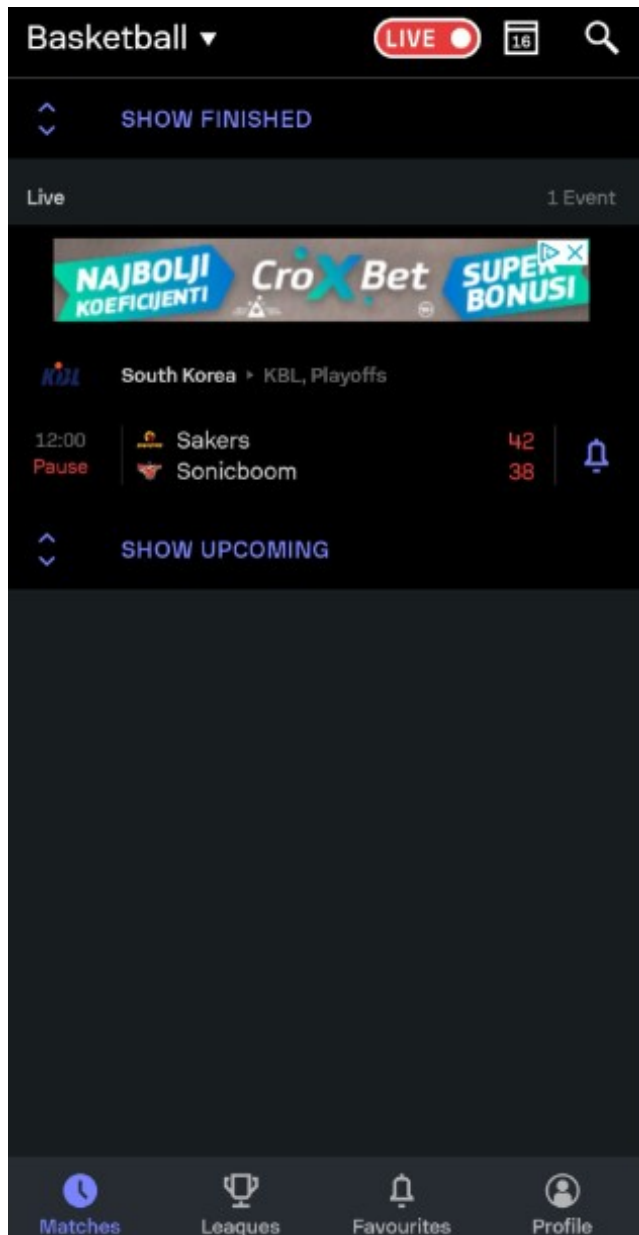 Basketball
LIVE
16
SHOW FINISHED
Live
1 Event
NAJBOLJI
KOEFICIJENTI
CroXBet
SUPER
BONUSI
KBL
South Korea ▸ KBL, Playoffs
12:00
Sakers
42
Pause
Sonicboom
38
SHOW UPCOMING
Matches
Leagues
Favourites
Profile